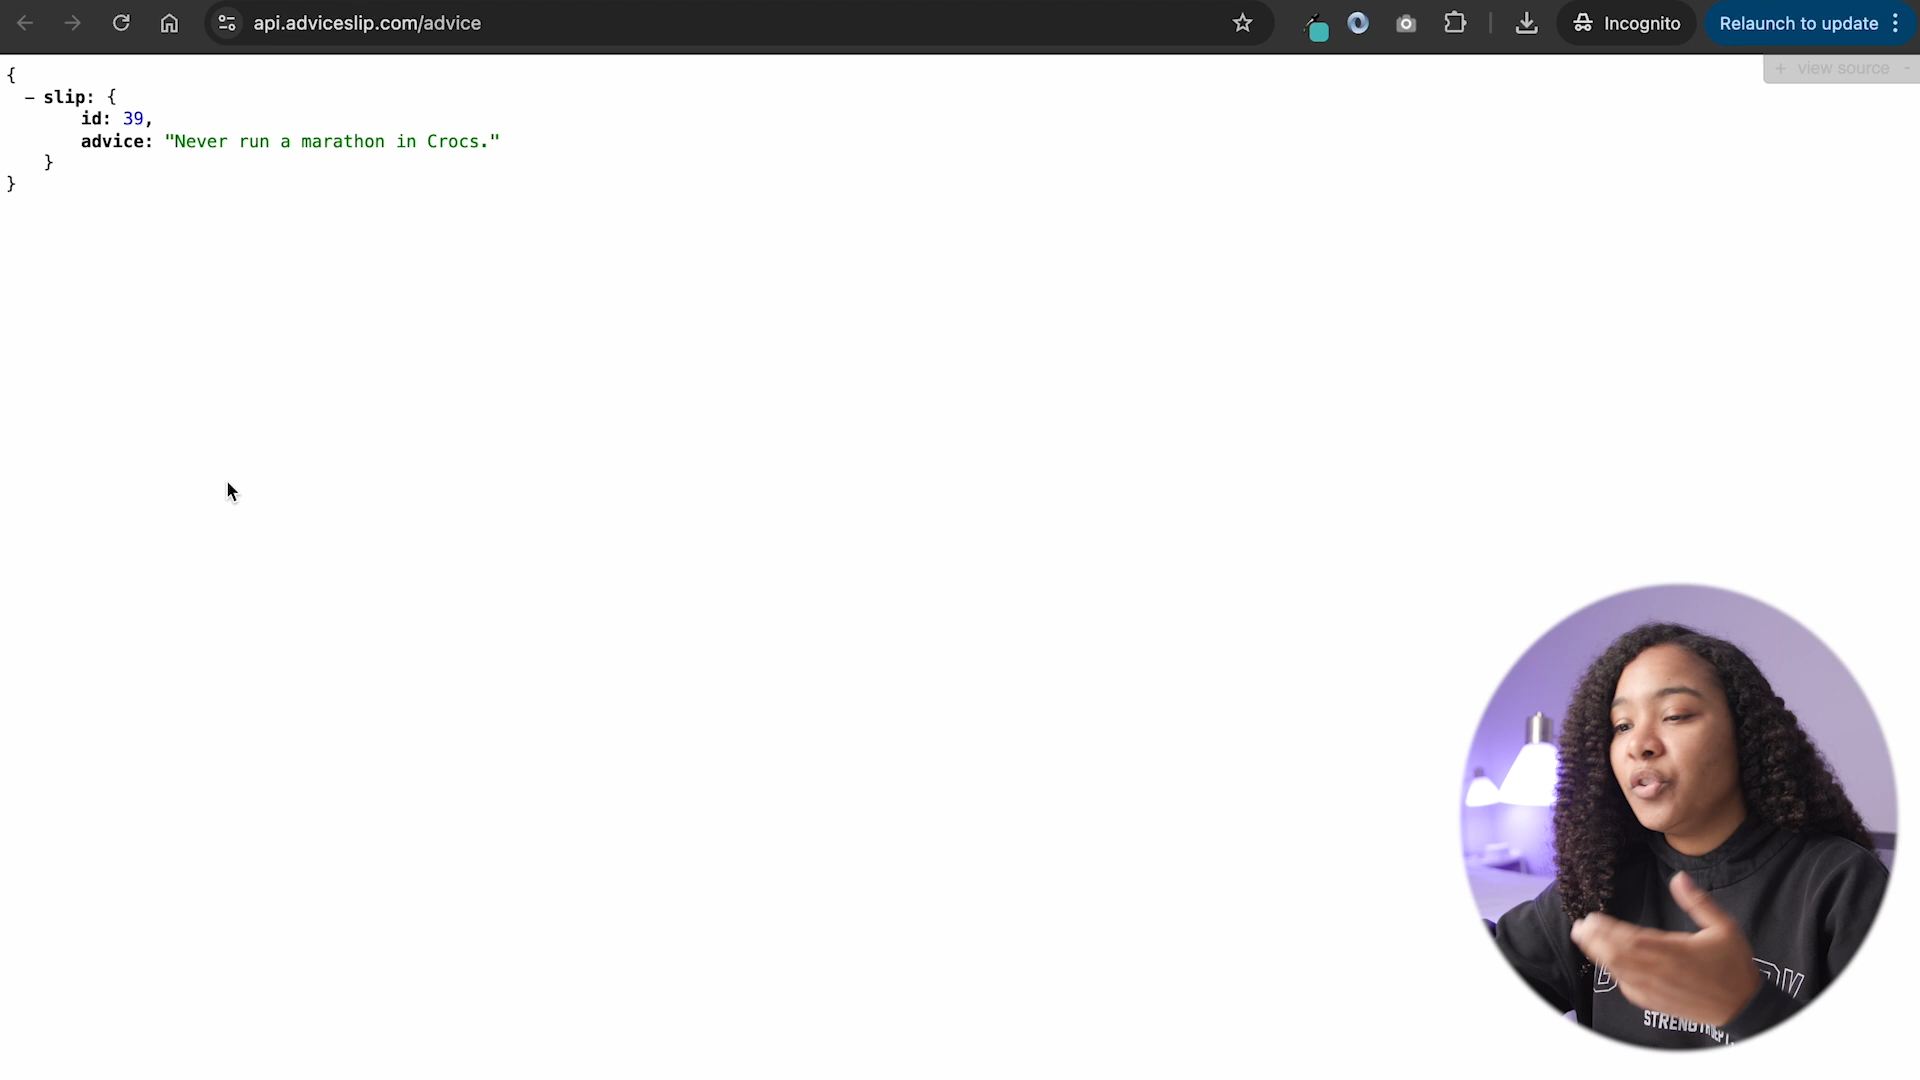 api.adviceslip.com/advice
Incognito
Relaunch to update
+ view source -
{
– slip: {
id: 39,
advice: "Never run a marathon in Crocs."
}
}